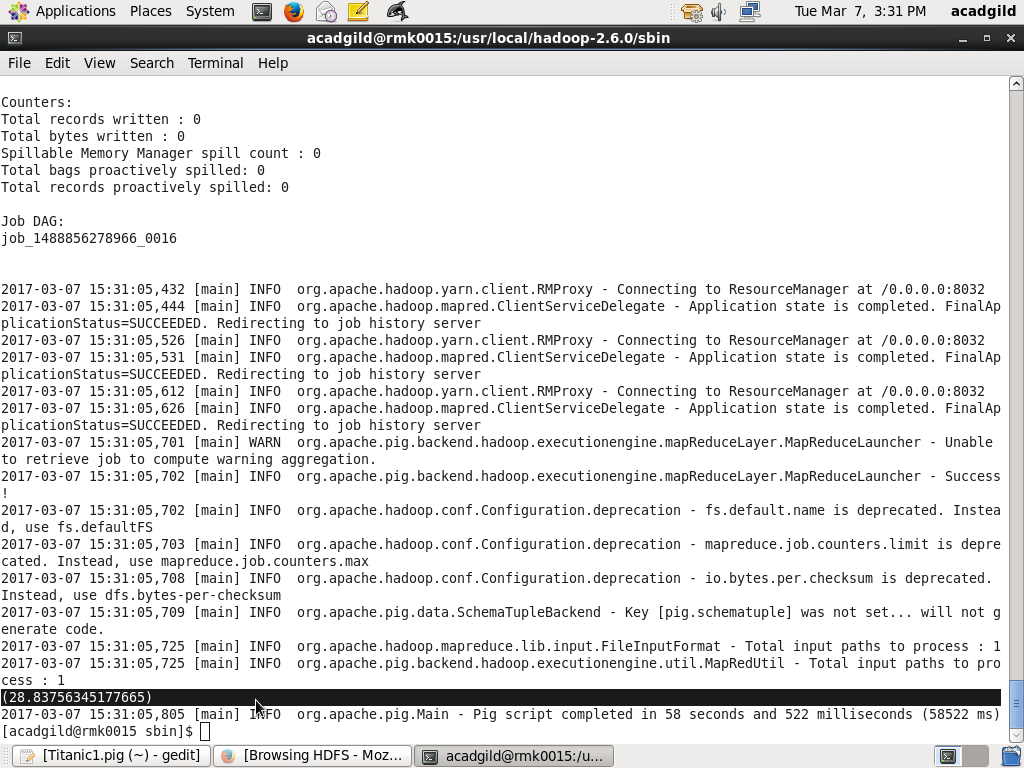 Applications Places System Tue Mar 7, 3:31 PM acadgild
acadgild@rmk0015:/usr/local/hadoop-2.6.0/sbin
File Edit View Search Terminal Help
Counters:
Total records written : 0
Total bytes written : 0
Spillable Memory Manager spill count : 0
Total bags proactively spilled: 0
Total records proactively spilled: 0
Job DAG:
job_1488856278966_0016
2017-03-07 15:31:05,432 [main] INFO  org.apache.hadoop.yarn.client.RMProxy - Connecting to ResourceManager at /0.0.0.0:8032
2017-03-07 15:31:05,444 [main] INFO  org.apache.hadoop.mapred.ClientServiceDelegate - Application state is completed. FinalAp
plicationStatus=SUCCEEDED. Redirecting to job history server
2017-03-07 15:31:05,526 [main] INFO  org.apache.hadoop.yarn.client.RMProxy - Connecting to ResourceManager at /0.0.0.0:8032
2017-03-07 15:31:05,531 [main] INFO  org.apache.hadoop.mapred.ClientServiceDelegate - Application state is completed. FinalAp
plicationStatus=SUCCEEDED. Redirecting to job history server
2017-03-07 15:31:05,612 [main] INFO  org.apache.hadoop.yarn.client.RMProxy - Connecting to ResourceManager at /0.0.0.0:8032
2017-03-07 15:31:05,626 [main] INFO  org.apache.hadoop.mapred.ClientServiceDelegate - Application state is completed. FinalAp
plicationStatus=SUCCEEDED. Redirecting to job history server
2017-03-07 15:31:05,701 [main] WARN  org.apache.pig.backend.hadoop.executionengine.mapReduceLayer.MapReduceLauncher - Unable
to retrieve job to compute warning aggregation.
2017-03-07 15:31:05,702 [main] INFO  org.apache.pig.backend.hadoop.executionengine.mapReduceLayer.MapReduceLauncher - Success
!
2017-03-07 15:31:05,702 [main] INFO  org.apache.hadoop.conf.Configuration.deprecation - fs.default.name is deprecated. Instea
d, use fs.defaultFS
2017-03-07 15:31:05,703 [main] INFO  org.apache.hadoop.conf.Configuration.deprecation - mapreduce.job.counters.limit is depre
cated. Instead, use mapreduce.job.counters.max
2017-03-07 15:31:05,708 [main] INFO  org.apache.hadoop.conf.Configuration.deprecation - io.bytes.per.checksum is deprecated.
Instead, use dfs.bytes-per-checksum
2017-03-07 15:31:05,709 [main] INFO  org.apache.pig.data.SchemaTupleBackend - Key [pig.schematuple] was not set... will not g
enerate code.
2017-03-07 15:31:05,725 [main] INFO  org.apache.hadoop.mapreduce.lib.input.FileInputFormat - Total input paths to process : 1
2017-03-07 15:31:05,725 [main] INFO  org.apache.pig.backend.hadoop.executionengine.util.MapRedUtil - Total input paths to pro
cess : 1
(28.83756345177665)
2017-03-07 15:31:05,805 [main] INFO  org.apache.pig.Main - Pig script completed in 58 seconds and 522 milliseconds (58522 ms)
[acadgild@rmk0015 sbin]$
[Titanic1.pig (~) - gedit] [Browsing HDFS - Moz... acadgild@rmk0015:/u...